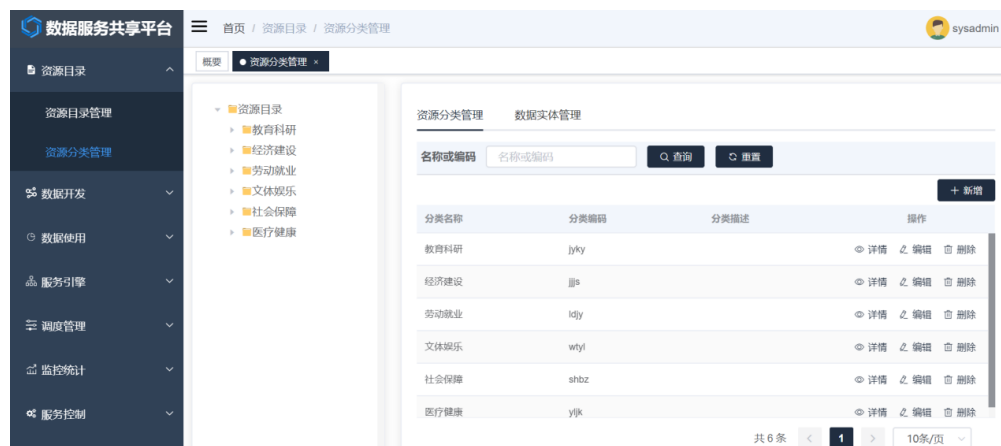 数据服务共享平台
首页 / 资源目录 / 资源分类管理
sysadmin
概要
资源分类管理 ×
资源目录
资源目录管理
资源分类管理
数据开发
数据使用
服务引擎
调度管理
监控统计
服务控制
资源目录
教育科研
经济建设
劳动就业
文体娱乐
社会保障
医疗健康
资源分类管理 数据实体管理
名称或编码 名称或编码 查询 重置
+ 新增
分类名称 分类编码 分类描述 操作
教育科研 jyky 详情 编辑 删除
经济建设 jjjs 详情 编辑 删除
劳动就业 ldjy 详情 编辑 删除
文体娱乐 wtyl 详情 编辑 删除
社会保障 shbz 详情 编辑 删除
医疗健康 yljk 详情 编辑 删除
共 6 条 < 1 > 10条/页